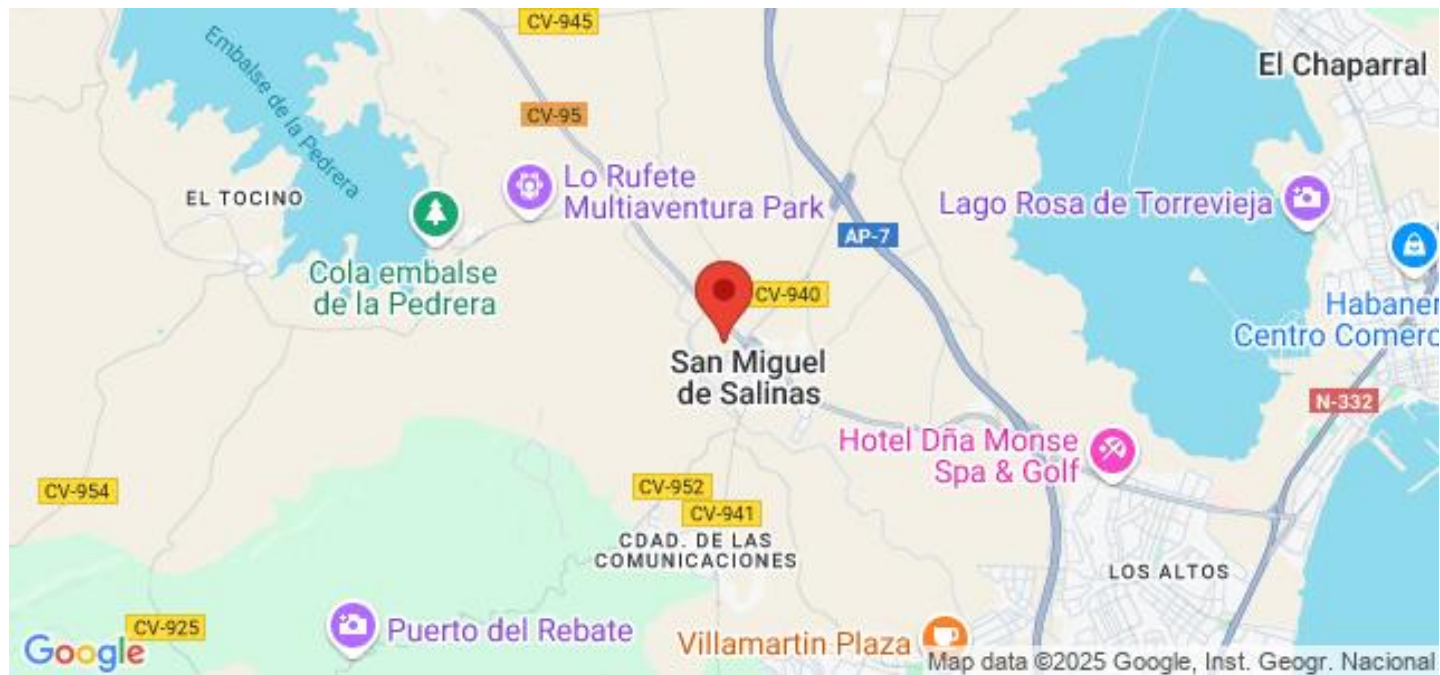 CV-945
Embalse de la Pedrera
El Chaparral
CV-95
EL TOCINO
Lo Rufete
Multiaventura Park
Lago Rosa de Torrevieja
AP-7
Cola embalse
de la Pedrera
CV-940
Habaner
Centro Comerc
San Miguel
de Salinas
N-332
Hotel Dña Monse
Spa & Golf
CV-954
CV-952
CV-941
CDAD. DE LAS
COMUNICACIONES
LOS ALTOS
CV-925
Puerto del Rebate
Villamartin Plaza
Google
Map data ©2025 Google, Inst. Geogr. Nacional